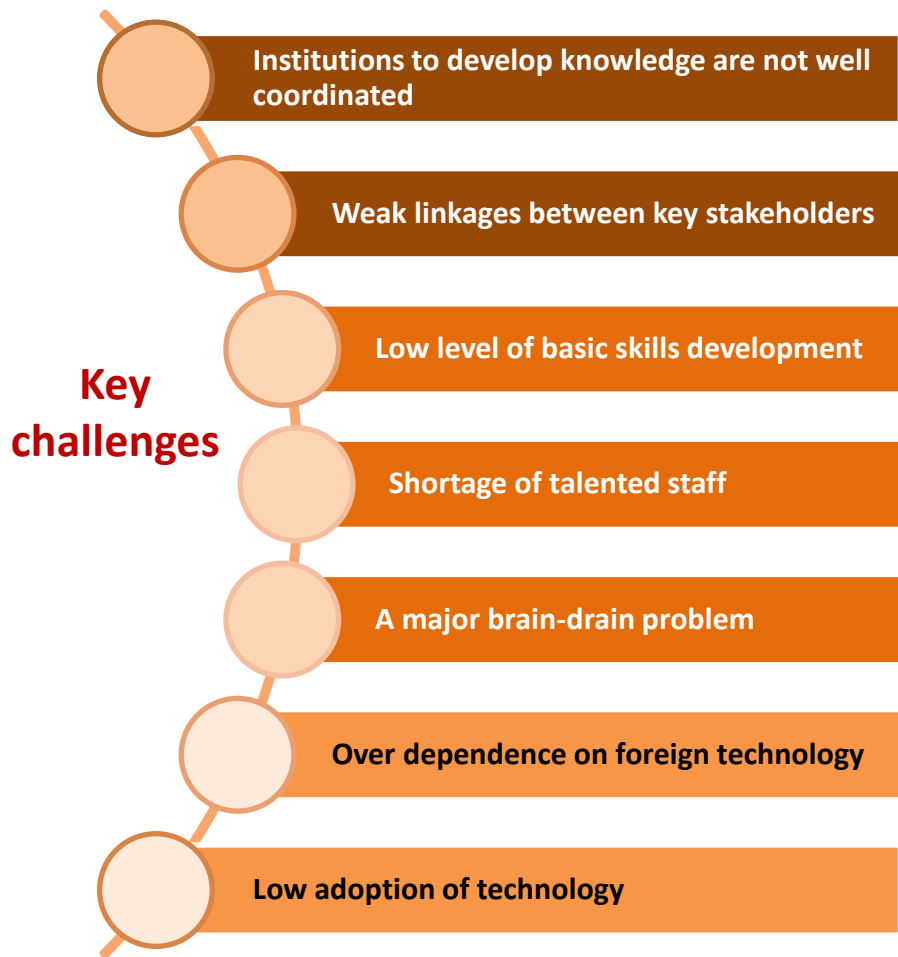 Institutions to develop knowledge are not well
coordinated
Weak linkages between key stakeholders
Low level of basic skills development
Key
challenges
Shortage of talented staff
A major brain-drain problem
Over dependence on foreign technology
Low adoption of technology